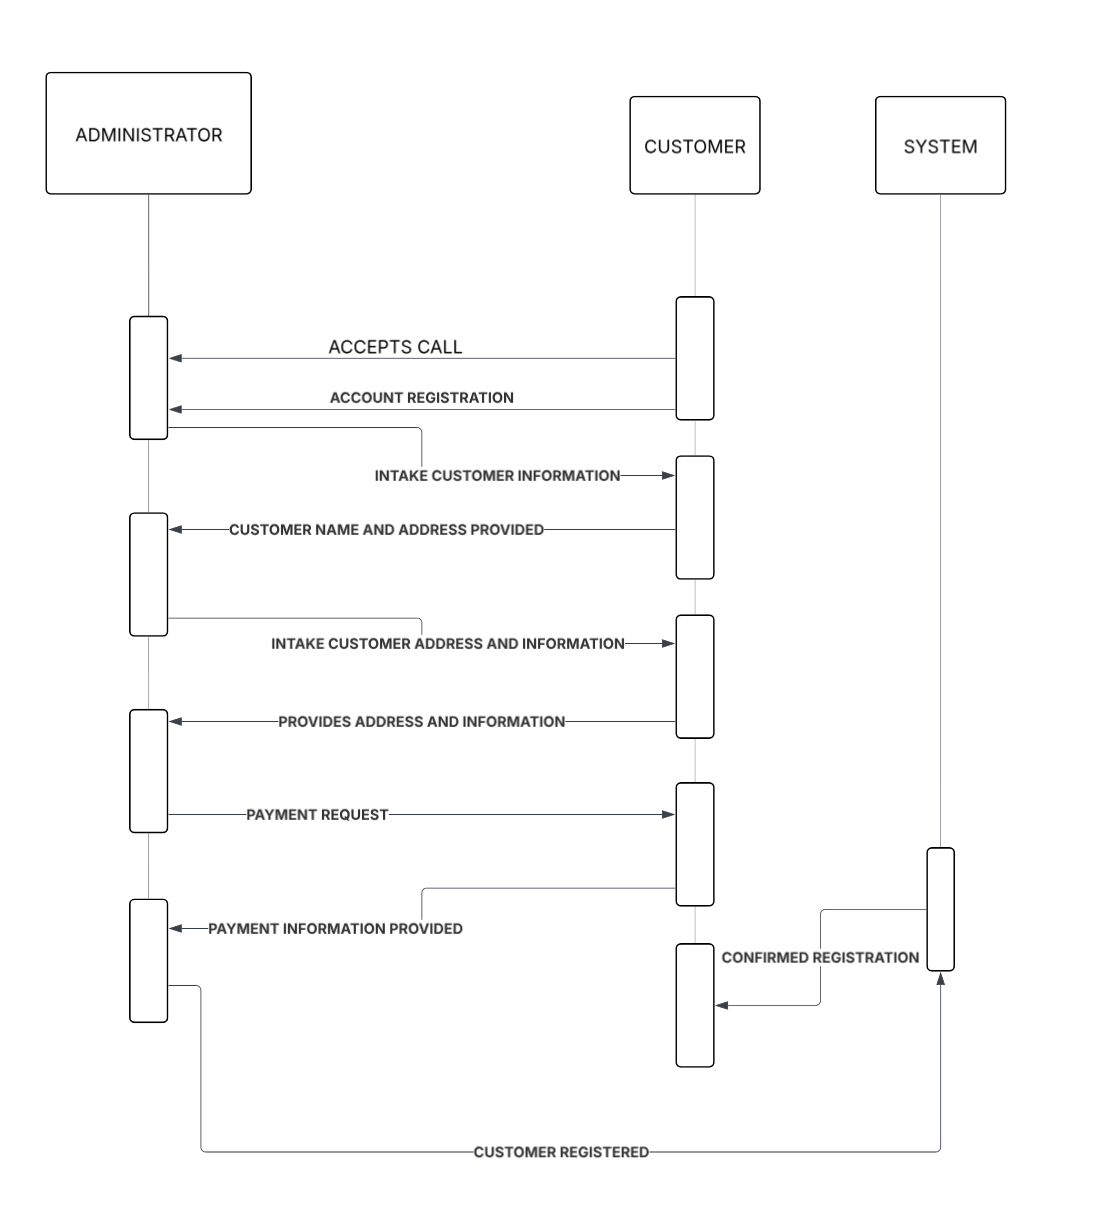 ADMINISTRATOR
CUSTOMER
SYSTEM
ACCEPTS CALL
ACCOUNT REGISTRATION
INTAKE CUSTOMER INFORMATION
CUSTOMER NAME AND ADDRESS PROVIDED
INTAKE CUSTOMER ADDRESS AND INFORMATION
PROVIDES ADDRESS AND INFORMATION
PAYMENT REQUEST
PAYMENT INFORMATION PROVIDED
CONFIRMED REGISTRATION
CUSTOMER REGISTERED